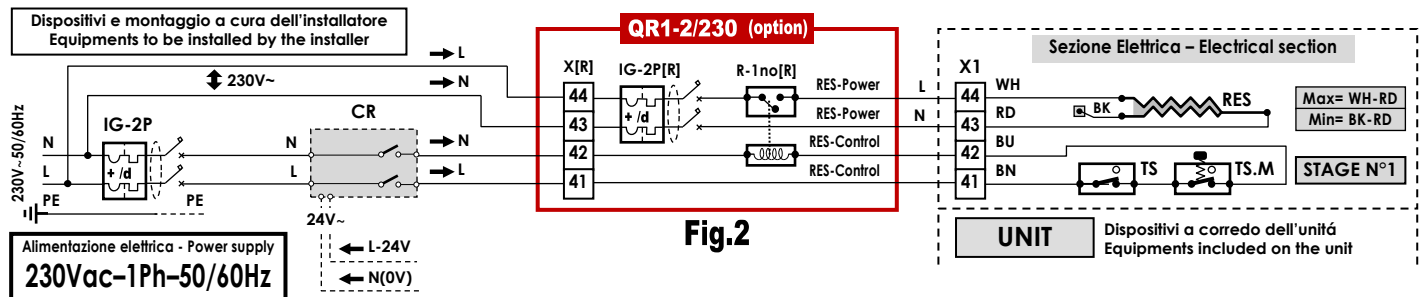 Dispositivi e montaggio a cura dell'installatore
Equipments to be installed by the installer
L
N
230V~
IG-2P
CR
N
N
N
L
L
L
PE
PE
230V~50/60Hz
+ /d
24V~
L-24V
N(0V)
Alimentazione elettrica - Power supply
230Vac–1Ph–50/60Hz
QR1-2/230 (option)
X[R]
IG-2P[R]
R-1no[R]
44
43
42
41
+ /d
RES-Power
RES-Power
RES-Control
RES-Control
Fig.2
L
N
Sezione Elettrica – Electrical section
X1
44
43
42
41
WH
RD
BU
BN
BK
RES
Max= WH-RD
Min= BK-RD
TS
TS.M
STAGE N°1
UNIT
Dispositivi a corredo dell'unitá
Equipments included on the unit